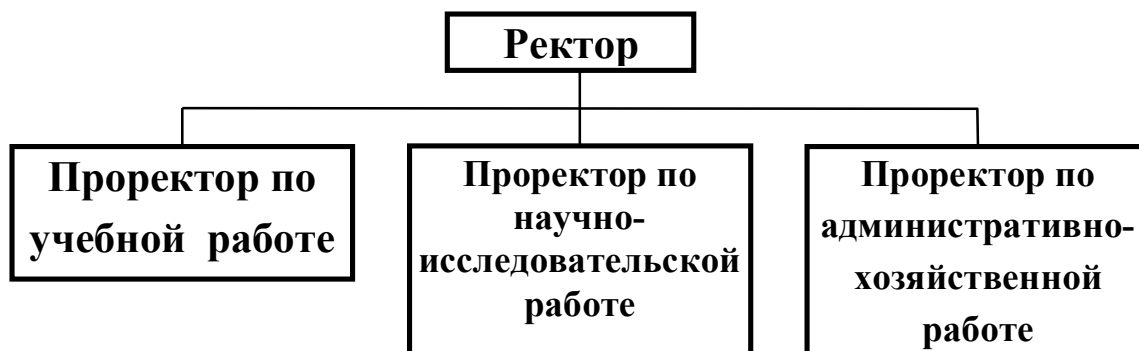 Ректор
Проректор по
учебной работе
Проректор по
научно-
исследовательской
работе
Проректор по
административно-
хозяйственной
работе